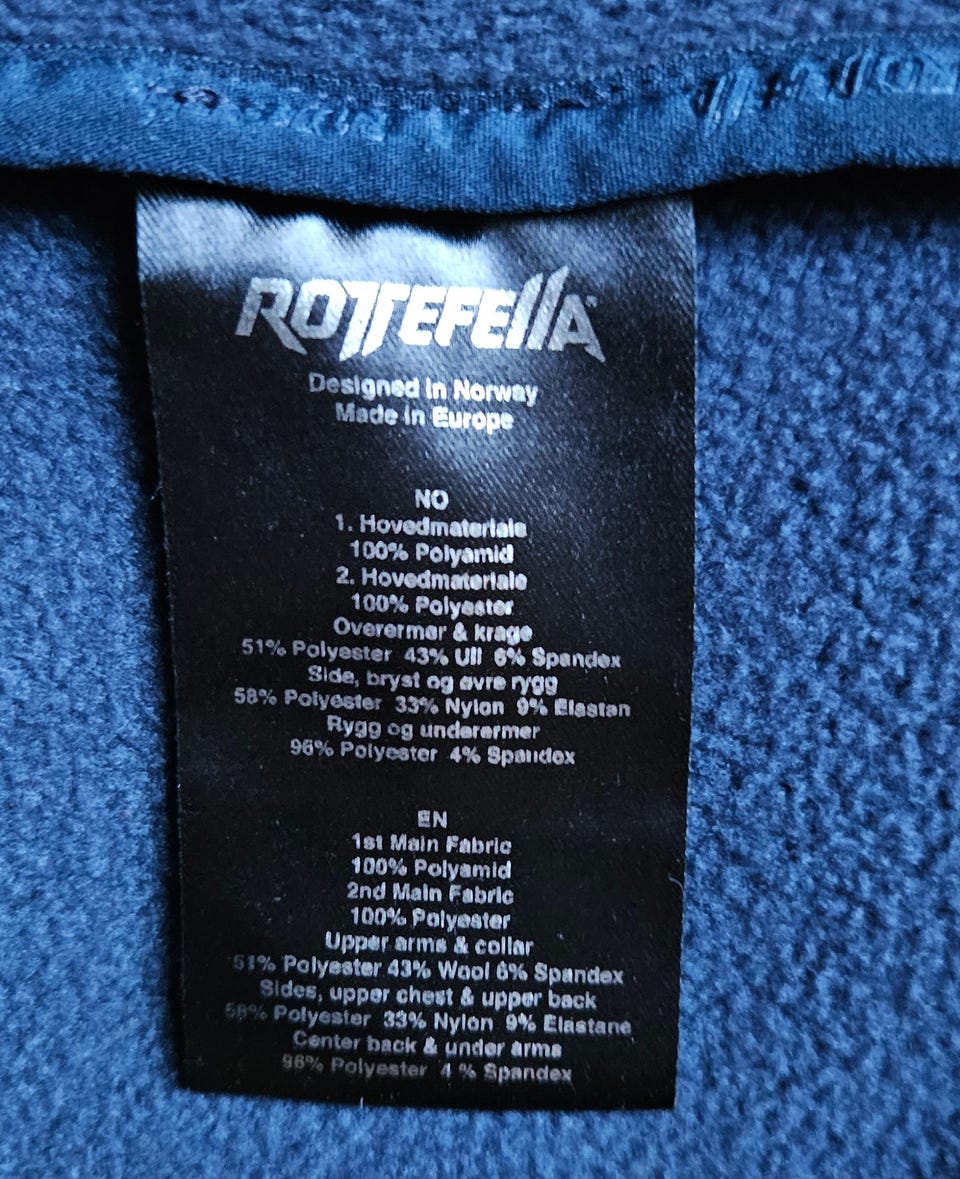 ROTTEFELLA™
Designed in Norway
Made in Europe
NO
1. Hovedmateriale
100% Polyamid
2. Hovedmateriale
100% Polyester
Overermer & krage
51% Polyester 43% Ull 6% Spandex
Side, bryst og øvre rygg
58% Polyester 33% Nylon 9% Elastan
Rygg og underermer
96% Polyester 4% Spandex
EN
1st Main Fabric
100% Polyamid
2nd Main Fabric
100% Polyester
Upper arms & collar
51% Polyester 43% Wool 6% Spandex
Sides, upper chest & upper back
58% Polyester 33% Nylon 9% Elastane
Center back & under arms
96% Polyester 4 % Spandex